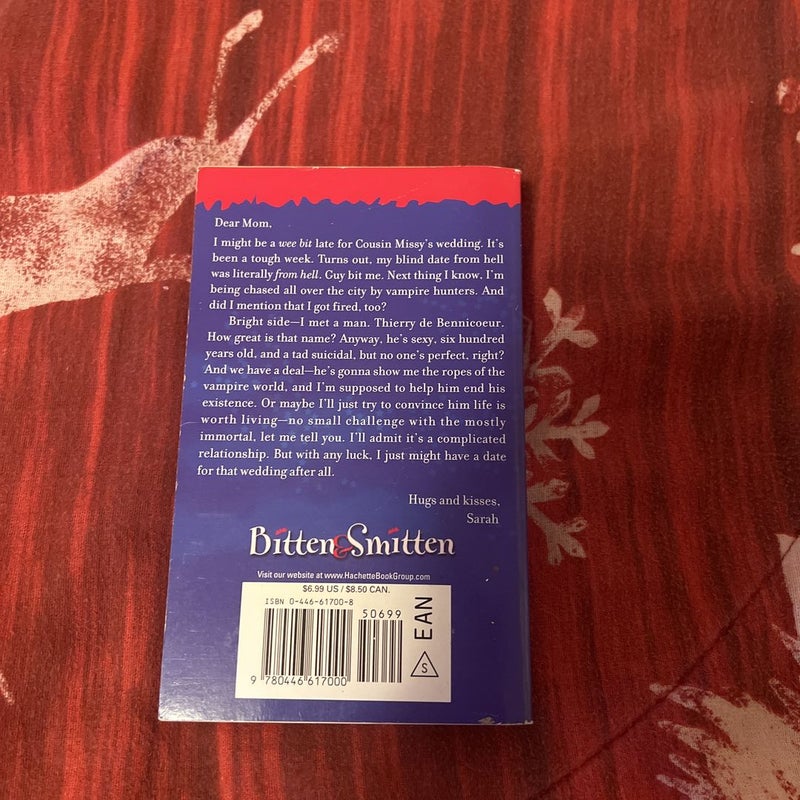 Dear Mom,
I might be a wee bit late for Cousin Missy's wedding. It's
been a tough week. Turns out, my blind date from hell
was literally from hell. Guy bit me. Next thing I know, I'm
being chased all over the city by vampire hunters. And
did I mention that I got fired, too?
Bright side—I met a man. Thierry de Bennicoeur.
How great is that name? Anyway, he's sexy, six hundred
years old, and a tad suicidal, but no one's perfect, right?
And we have a deal—he's gonna show me the ropes of the
vampire world, and I'm supposed to help him end his
existence. Or maybe I'll just try to convince him life is
worth living—no small challenge with the mostly
immortal, let me tell you. I'll admit it's a complicated
relationship. But with any luck, I just might have a date
for that wedding after all.
Hugs and kisses,
Sarah
Bitten & Smitten
Visit our website at www.HachetteBookGroup.com
$6.99 US / $8.50 CAN.
ISBN 0-446-61700-8
50699
EAN
S
9 780446 617000